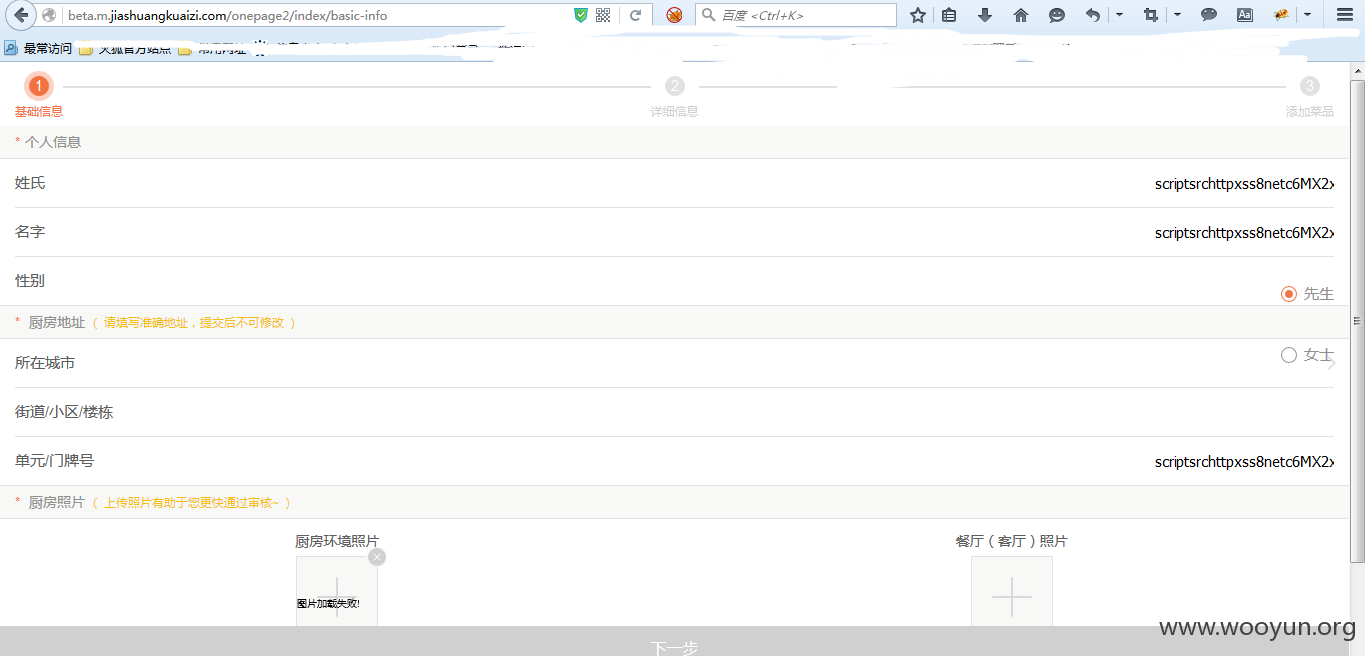 beta.m.jiashuangkuaizi.com/onepage2/index/basic-info
百度 <Ctrl+K>
最常访问 火狐官方站点 常用网址
1 2 3
基础信息 详细信息 添加菜品
* 个人信息
姓氏 scriptsrchttpxss8netc6MX2x
名字 scriptsrchttpxss8netc6MX2x
性别
先生
* 厨房地址 ( 请填写准确地址，提交后不可修改 )
所在城市
女士
街道/小区/楼栋
单元/门牌号 scriptsrchttpxss8netc6MX2x
* 厨房照片 ( 上传照片有助于您更快通过审核~ )
厨房环境照片 餐厅（客厅）照片
图片加载失败!
www.wooyun.org
下一步